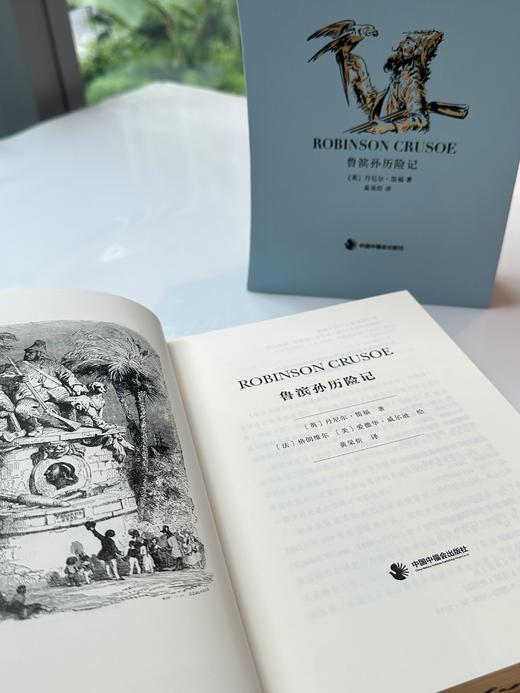 ROBINSON CRUSOE
鲁滨孙历险记
［英］丹尼尔·笛福 著
黄杲炘 译
中国中福会出版社
ROBINSON CRUSOE
鲁滨孙历险记
［英］丹尼尔·笛福 著
［法］格朗维尔 ［美］爱德华·威尔逊 绘
黄杲炘 译
中国中福会出版社